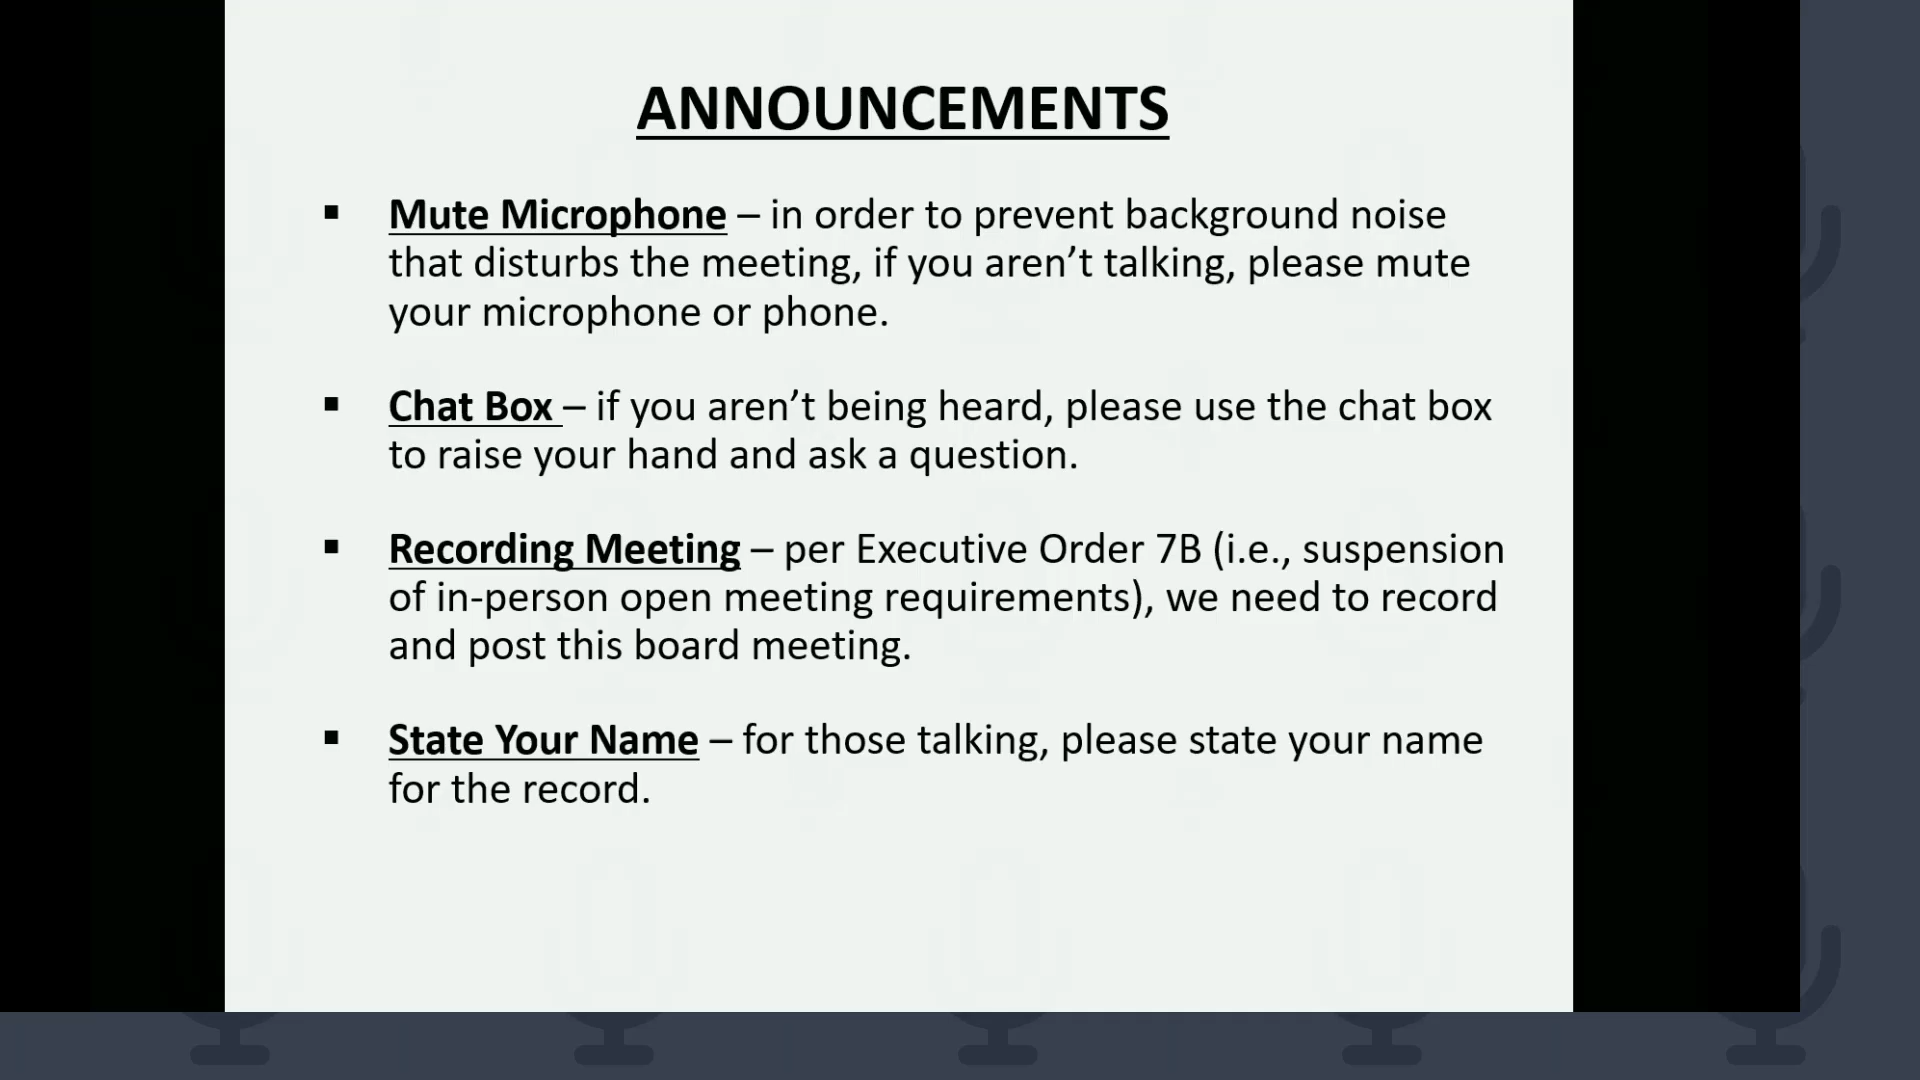 ANNOUNCEMENTS
▪ Mute Microphone – in order to prevent background noise
that disturbs the meeting, if you aren’t talking, please mute
your microphone or phone.
▪ Chat Box – if you aren’t being heard, please use the chat box
to raise your hand and ask a question.
▪ Recording Meeting – per Executive Order 7B (i.e., suspension
of in-person open meeting requirements), we need to record
and post this board meeting.
▪ State Your Name – for those talking, please state your name
for the record.